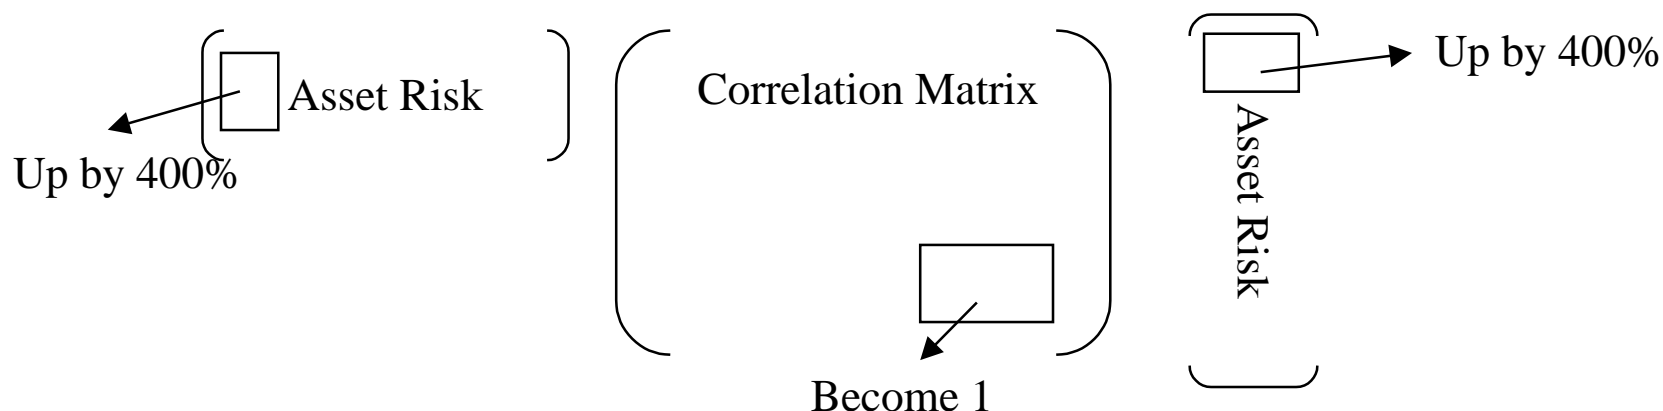 Asset Risk
Up by 400%
Correlation Matrix
Become 1
Up by 400%
Asset Risk